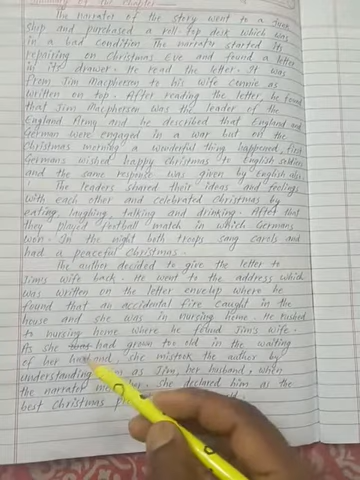 The narrator of the story went to a junk
ship and purchased a roll-top desk which was
in a bad condition. The narrator started its
repairing on Christmas Eve and found a letter
in its drawer. He read the letter. It was
from Jim Macpherson to his wife Connie as
written on top. After reading the letter, he found
that Jim Macpherson was the leader of the
England Army and he described that England and
German were engaged in a war but on the
Christmas morning a wonderful thing happened, first
Germans wished happy christmas to English soldiers
and the same response was given by English also.
The leaders shared their ideas and feelings
with each other and celebrated christmas by
eating, laughing, talking and drinking. After that
they played football match in which Germans
won. In the night both troops sang carols and
had a peaceful Christmas.
The author decided to give the letter to
Jim's wife back. He went to the address which
was written on the letter envelop where he
found that an accidental fire caught in the
house and she was in nursing home. He rushed
to nursing home where he found Jim's wife.
As she had grown too old in the waiting
of her husband, she mistook the author by
understanding him as Jim, her husband, when
the narrator her. She declared him as the
best Christmas